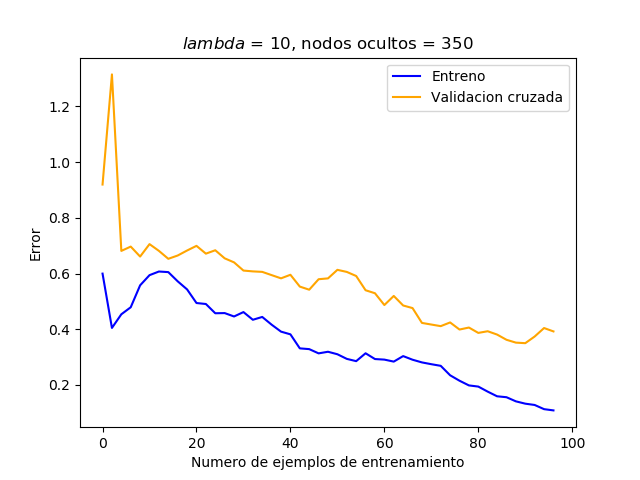 lambda = 10, nodos ocultos = 350
Entreno
Validacion cruzada
Error
1.2
1.0
0.8
0.6
0.4
0.2
0 20 40 60 80 100
Numero de ejemplos de entrenamiento